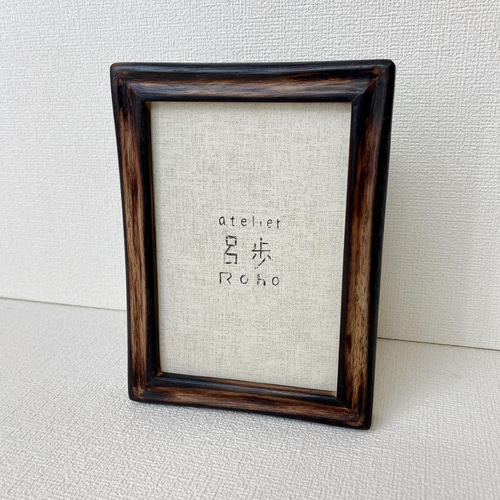 atelier
呂歩
Roho